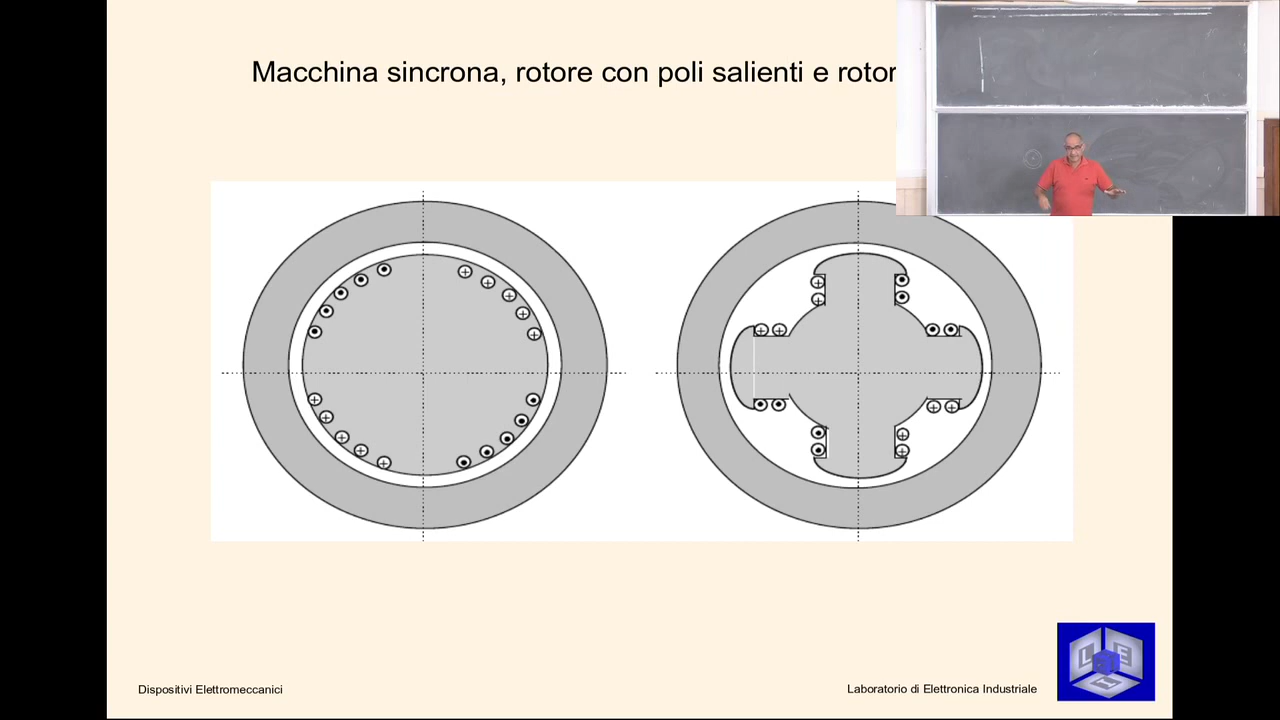 Macchina sincrona, rotore con poli salienti e rotor
Dispositivi Elettromeccanici
Laboratorio di Elettronica Industriale
L E I